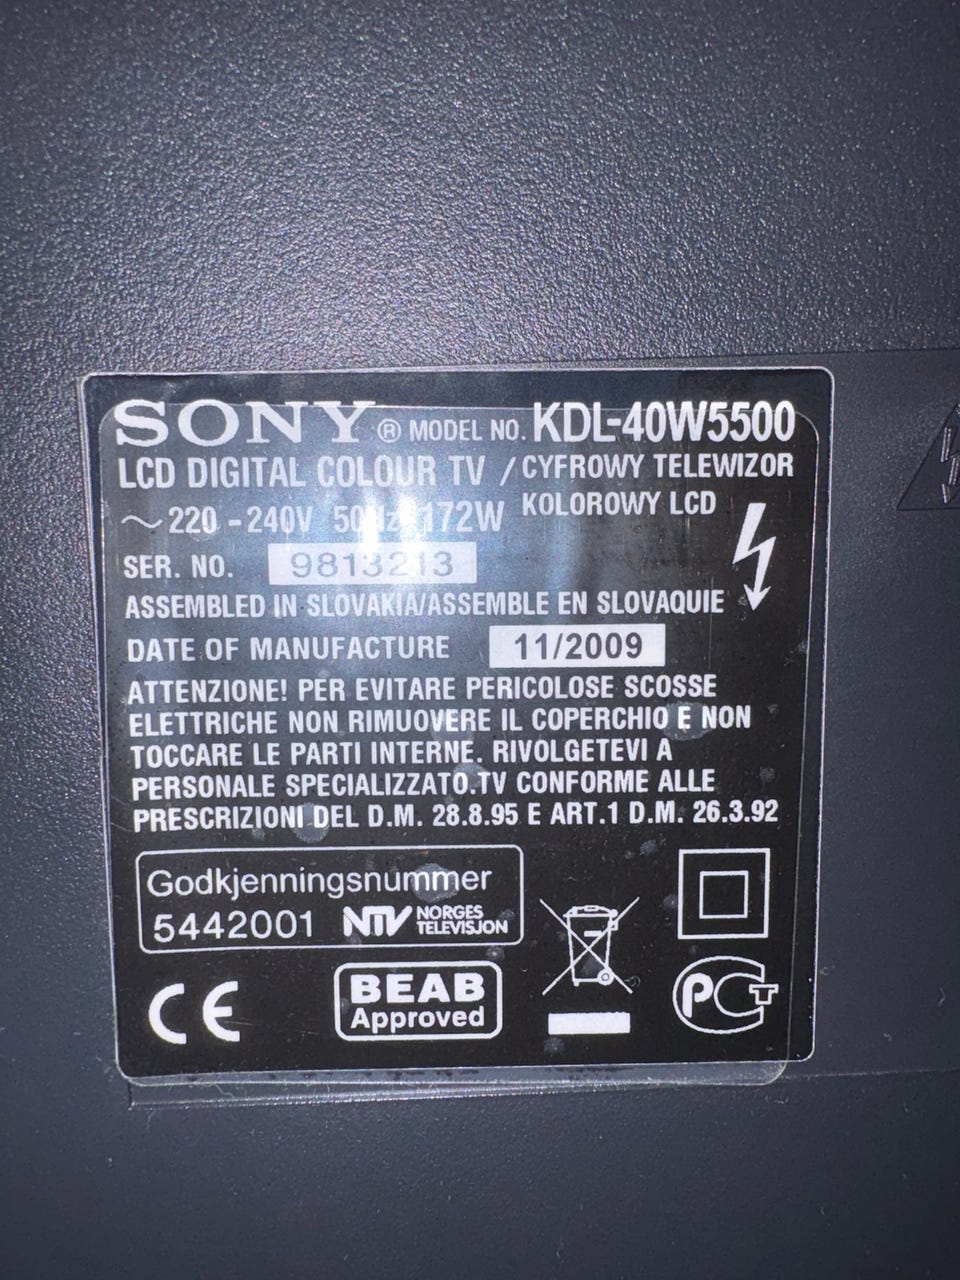 SONY ® MODEL NO. KDL-40W5500
LCD DIGITAL COLOUR TV / CYFROWY TELEWIZOR
KOLOROWY LCD
~ 220 - 240V 50Hz 172W
SER. NO. 9813213
ASSEMBLED IN SLOVAKIA/ASSEMBLE EN SLOVAQUIE
DATE OF MANUFACTURE 11/2009
ATTENZIONE! PER EVITARE PERICOLOSE SCOSSE
ELETTRICHE NON RIMUOVERE IL COPERCHIO E NON
TOCCARE LE PARTI INTERNE. RIVOLGETEVI A
PERSONALE SPECIALIZZATO.TV CONFORME ALLE
PRESCRIZIONI DEL D.M. 28.8.95 E ART.1 D.M. 26.3.92
Godkjenningsnummer
5442001 NTV NORGES
TELEVISJON
CE
BEAB
Approved
РСТ